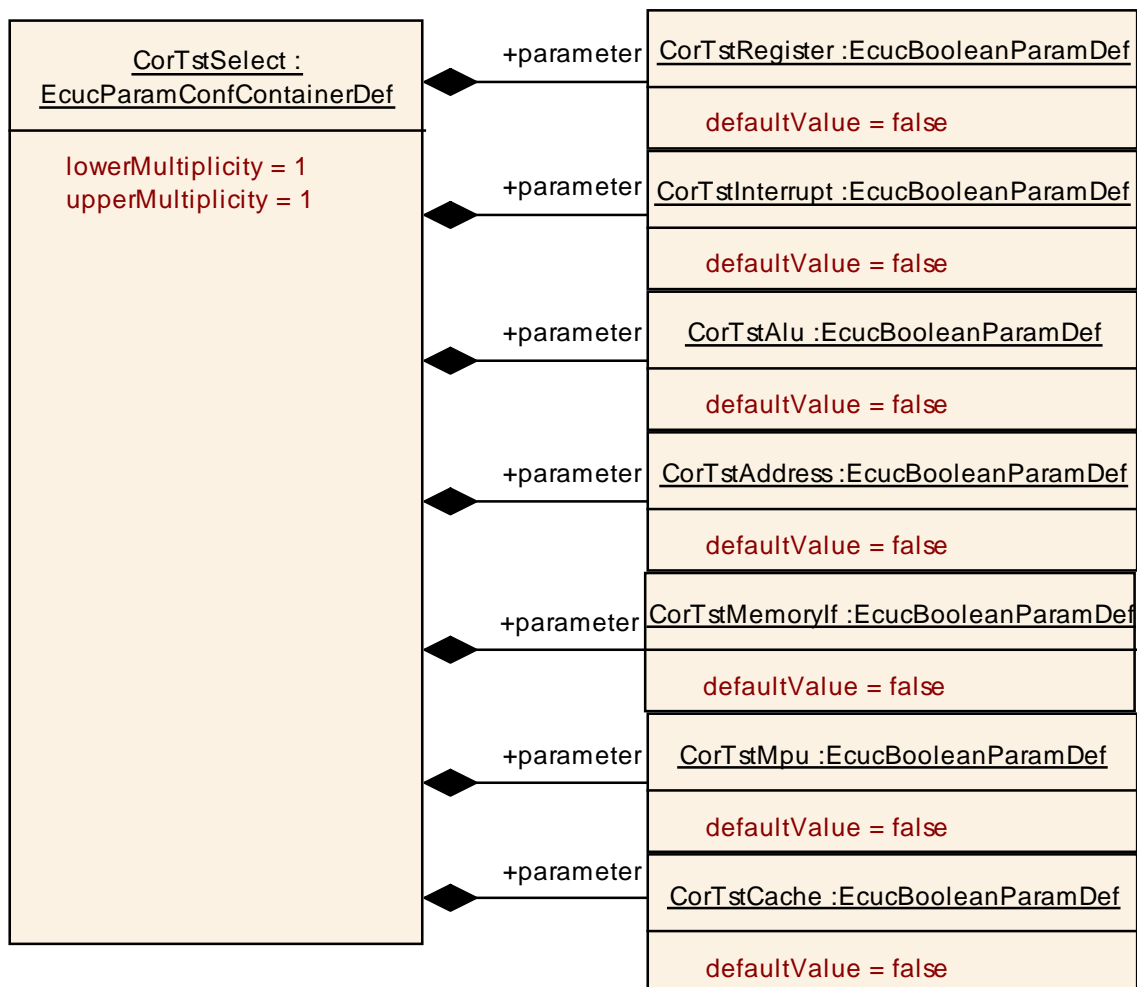 CorTstSelect :
EcucParamConfContainerDef
lowerMultiplicity = 1
upperMultiplicity = 1
+parameter
CorTstRegister :EcucBooleanParamDef
defaultValue = false
+parameter
CorTstInterrupt :EcucBooleanParamDef
defaultValue = false
+parameter
CorTstAlu :EcucBooleanParamDef
defaultValue = false
+parameter
CorTstAddress :EcucBooleanParamDef
defaultValue = false
+parameter
CorTstMemoryIf :EcucBooleanParamDef
defaultValue = false
+parameter
CorTstMpu :EcucBooleanParamDef
defaultValue = false
+parameter
CorTstCache :EcucBooleanParamDef
defaultValue = false